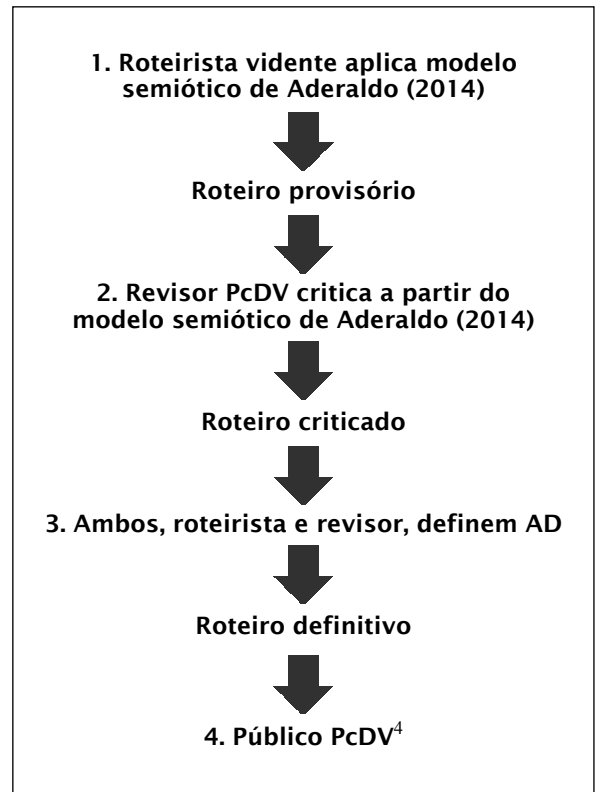 1. Roteirista vidente aplica modelo
semiótico de Aderaldo (2014)
Roteiro provisório
2. Revisor PcDV critica a partir do
modelo semiótico de Aderaldo (2014)
Roteiro criticado
3. Ambos, roteirista e revisor, definem AD
Roteiro definitivo
4. Público PcDV⁴